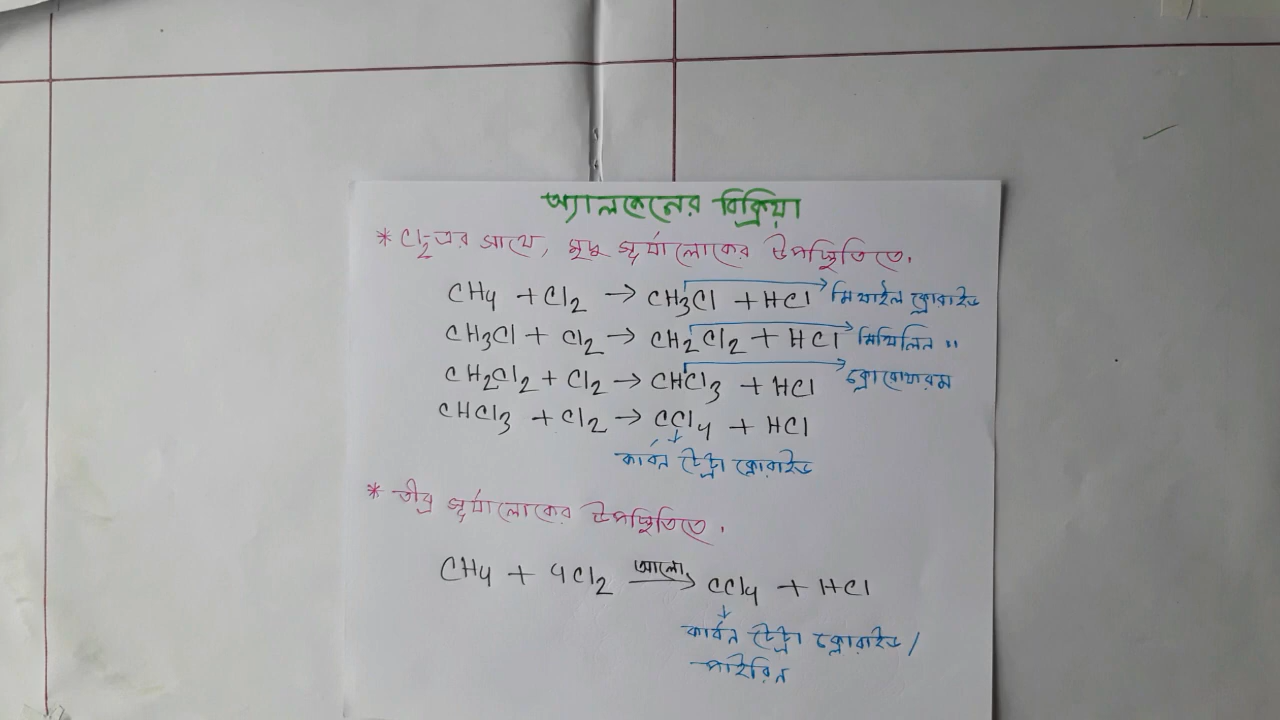 অ্যালকেনের বিক্রিয়া
* Cl2 এর সাথে, মৃদু সূর্যালোকের উপস্থিতিতে.
CH4 + Cl2 → CH3Cl + HCl → মিথাইল ক্লোরাইড
CH3Cl + Cl2 → CH2Cl2 + HCl → মিথিলিন "
CH2Cl2 + Cl2 → CHCl3 + HCl → ক্লোরোফরম
CHCl3 + Cl2 → CCl4 + HCl
কার্বন টেট্রা ক্লোরাইড
* তীব্র সূর্যালোকের উপস্থিতিতে.
আলো
CH4 + 4Cl2 → CCl4 + HCl
কার্বন টেট্রা ক্লোরাইড /
পাইরিন